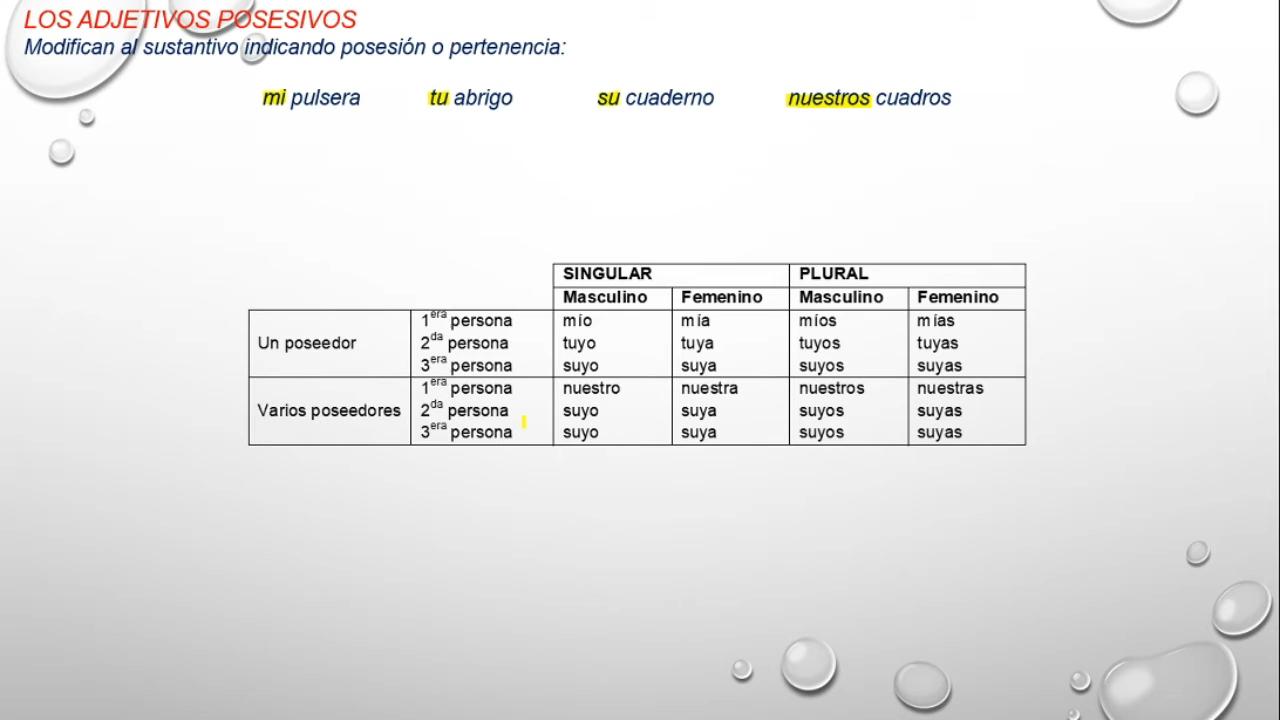 LOS ADJETIVOS POSESIVOS
Modifican al sustantivo indicando posesión o pertenencia:
mi pulsera tu abrigo su cuaderno nuestros cuadros
SINGULAR PLURAL
Masculino Femenino Masculino Femenino
1era persona mío mía míos mías
Un poseedor 2da persona tuyo tuya tuyos tuyas
3era persona suyo suya suyos suyas
1era persona nuestro nuestra nuestros nuestras
Varios poseedores 2da persona suyo suya suyos suyas
3era persona suyo suya suyos suyas